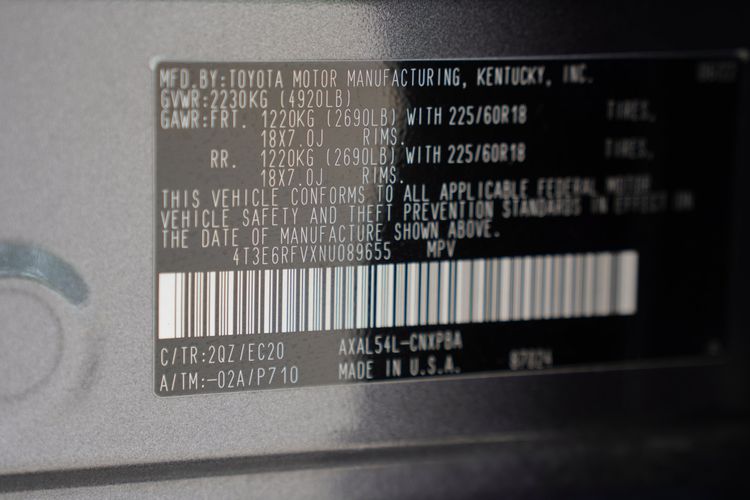 MFD.BY:TOYOTA MOTOR MANUFACTURING, KENTUCKY, INC.
GVWR:2230KG (4920LB)
GAWR:FRT. 1220KG (2690LB) WITH 225/60R18 TIRES,
18X7.0J RIMS.
RR. 1220KG (2690LB) WITH 225/60R18 TIRES,
18X7.0J RIMS.
THIS VEHICLE CONFORMS TO ALL APPLICABLE FEDERAL MOTOR
VEHICLE SAFETY AND THEFT PREVENTION STANDARDS IN EFFECT ON
THE DATE OF MANUFACTURE SHOWN ABOVE.
4T3E6RFVXNU089655 MPV
C/TR:2QZ/EC20 AXAL54L-CNXPBA
A/TM:-02A/P710 MADE IN U.S.A.